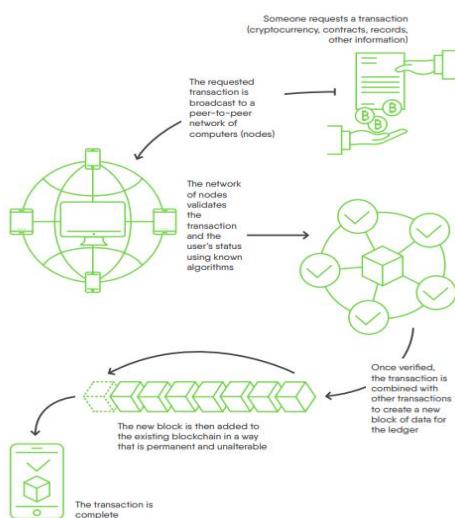 Someone requests a transaction
(cryptocurrency, contracts, records,
other information)
The requested
transaction is
broadcast to a
peer-to-peer
network of
computers (nodes)
The network
of nodes
validates
the
transaction
and the
user's status
using known
algorithms
Once verified,
the transaction is
combined with
other transactions
to create a new
block of data for
the ledger
The new block is then added to
the existing blockchain in a way
that is permanent and unalterable
The transaction is
complete